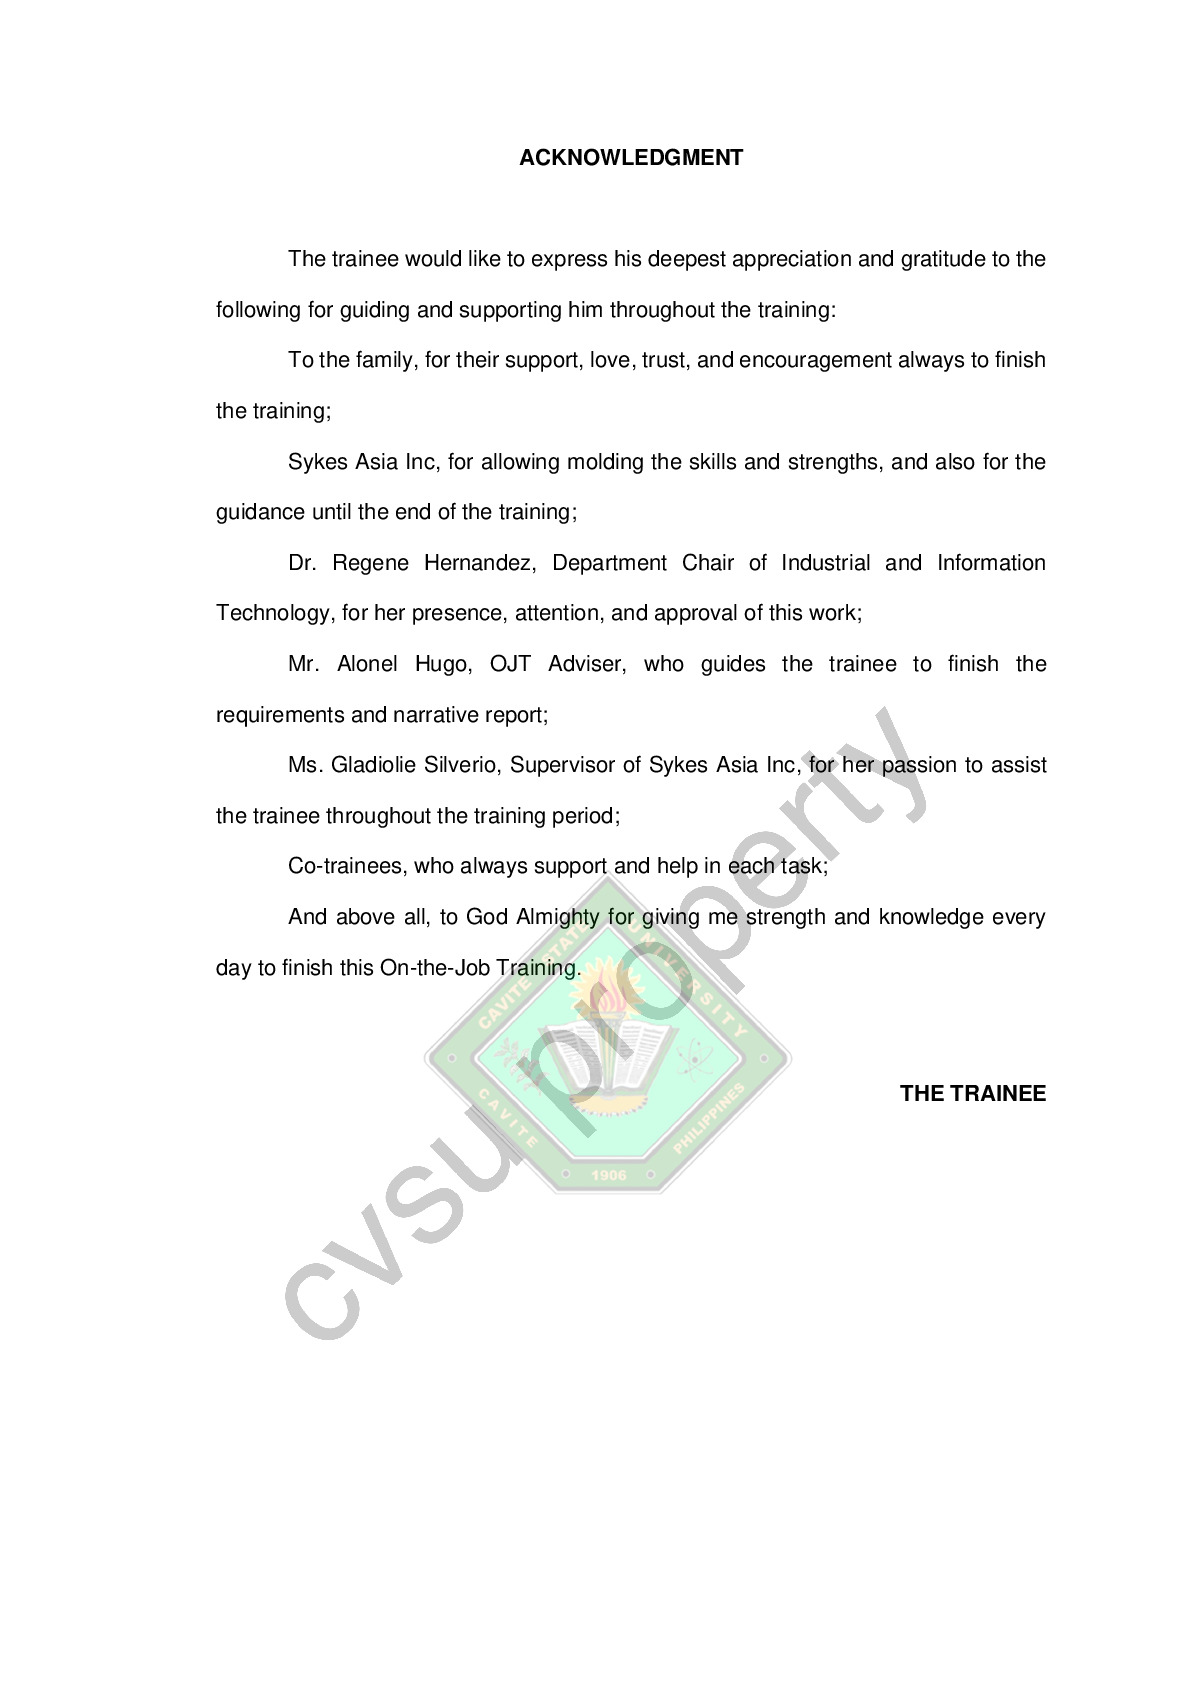 ACKNOWLEDGMENT
The trainee would like to express his deepest appreciation and gratitude to the
following for guiding and supporting him throughout the training:
To the family, for their support, love, trust, and encouragement always to finish
the training;
Sykes Asia Inc, for allowing molding the skills and strengths, and also for the
guidance until the end of the training;
Dr. Regene Hernandez, Department Chair of Industrial and Information
Technology, for her presence, attention, and approval of this work;
Mr. Alonel Hugo, OJT Adviser, who guides the trainee to finish the
requirements and narrative report;
Ms. Gladiolie Silverio, Supervisor of Sykes Asia Inc, for her passion to assist
the trainee throughout the training period;
Co-trainees, who always support and help in each task;
And above all, to God Almighty for giving me strength and knowledge every
day to finish this On-the-Job Training.
THE TRAINEE
cvsu property
CAVITE STATE UNIVERSITY
CAVITE
PHILIPPINES
1906